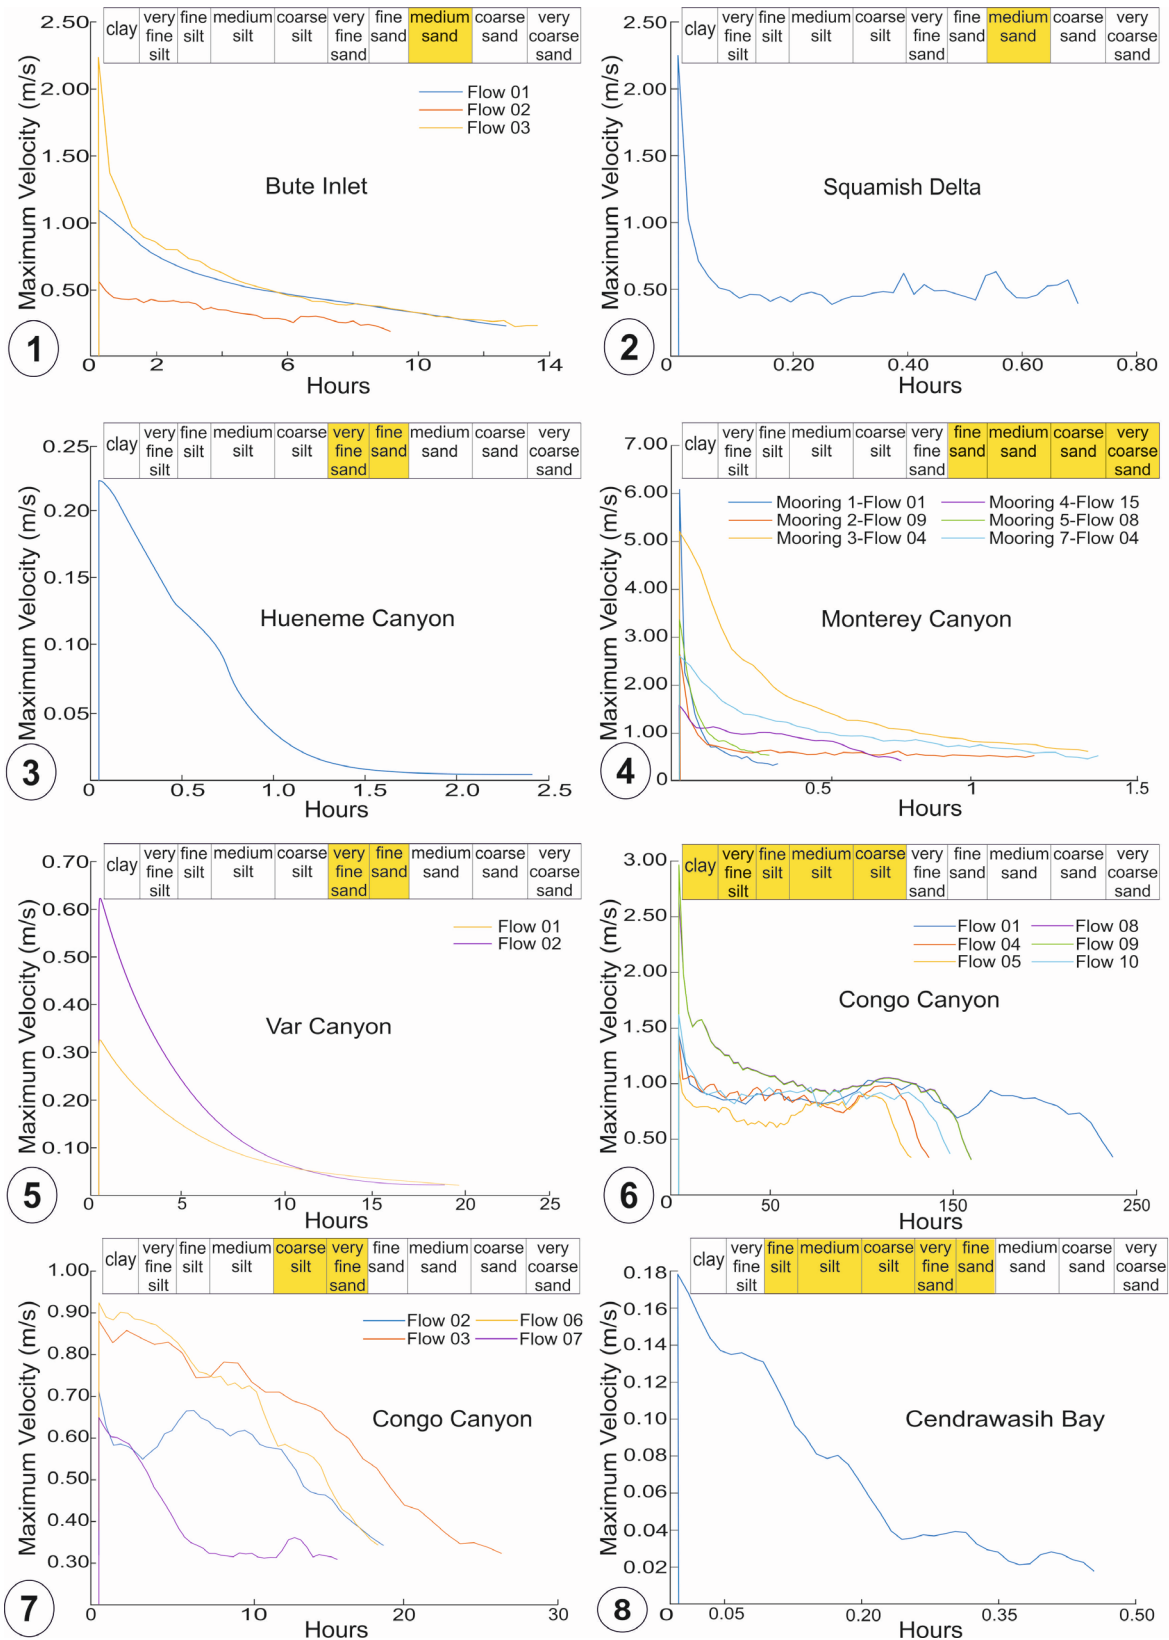 2.50
clay
very
fine
silt
fine
silt
medium
silt
coarse
silt
very
fine
sand
fine
sand
medium
sand
coarse
sand
very
coarse
sand
2.00
1.50
1.00
0.50
Maximum Velocity (m/s)
Flow 01
Flow 02
Flow 03
Bute Inlet
1
0 2 6 10 14
Hours
2.50
clay
very
fine
silt
fine
silt
medium
silt
coarse
silt
very
fine
sand
fine
sand
medium
sand
coarse
sand
very
coarse
sand
2.00
1.50
1.00
0.50
Maximum Velocity (m/s)
Squamish Delta
2
0 0.20 0.40 0.60 0.80
Hours
0.25
clay
very
fine
silt
fine
silt
medium
silt
coarse
silt
very
fine
sand
fine
sand
medium
sand
coarse
sand
very
coarse
sand
0.20
0.15
0.10
0.05
Maximum Velocity (m/s)
Hueneme Canyon
3
0 0.5 1.0 1.5 2.0 2.5
Hours
7.00
clay
very
fine
silt
fine
silt
medium
silt
coarse
silt
very
fine
sand
fine
sand
medium
sand
coarse
sand
very
coarse
sand
6.00
5.00
4.00
3.00
2.00
1.00
0
Maximum Velocity (m/s)
Mooring 1-Flow 01 Mooring 4-Flow 15
Mooring 2-Flow 09 Mooring 5-Flow 08
Mooring 3-Flow 04 Mooring 7-Flow 04
Monterey Canyon
4
0.5 1 1.5
Hours
0.70
clay
very
fine
silt
fine
silt
medium
silt
coarse
silt
very
fine
sand
fine
sand
medium
sand
coarse
sand
very
coarse
sand
0.60
0.50
0.40
0.30
0.20
0.10
Maximum Velocity (m/s)
Flow 01
Flow 02
Var Canyon
5
0 5 10 15 20 25
Hours
3.00
clay
very
fine
silt
fine
silt
medium
silt
coarse
silt
very
fine
sand
fine
sand
medium
sand
coarse
sand
very
coarse
sand
2.50
2.00
1.50
1.00
0.50
0
Maximum Velocity (m/s)
Flow 01 Flow 08
Flow 04 Flow 09
Flow 05 Flow 10
Congo Canyon
6
50 150 250
Hours
1.00
clay
very
fine
silt
fine
silt
medium
silt
coarse
silt
very
fine
sand
fine
sand
medium
sand
coarse
sand
very
coarse
sand
0.90
0.80
0.70
0.60
0.50
0.40
0.30
Maximum Velocity (m/s)
Flow 02 Flow 06
Flow 03 Flow 07
Congo Canyon
7
0 10 20 30
Hours
0.18
clay
very
fine
silt
fine
silt
medium
silt
coarse
silt
very
fine
sand
fine
sand
medium
sand
coarse
sand
very
coarse
sand
0.16
0.14
0.12
0.10
0.08
0.06
0.04
0.02
Maximum Velocity (m/s)
Cendrawasih Bay
8
0 0.05 0.20 0.35 0.50
Hours